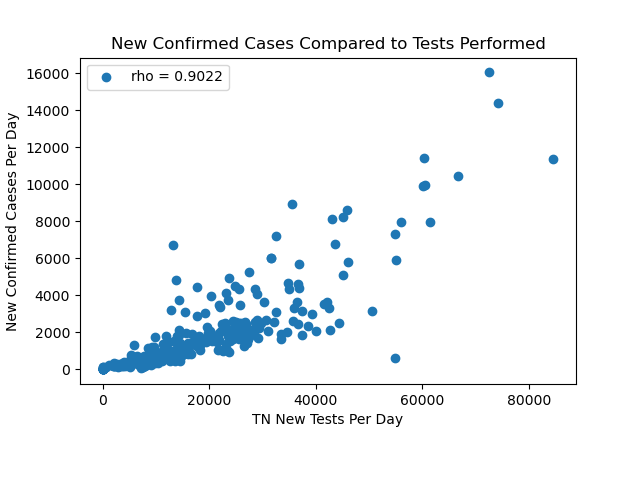 New Confirmed Cases Compared to Tests Performed
rho = 0.9022
New Confirmed Caeses Per Day
16000
14000
12000
10000
8000
6000
4000
2000
0
0 20000 40000 60000 80000
TN New Tests Per Day